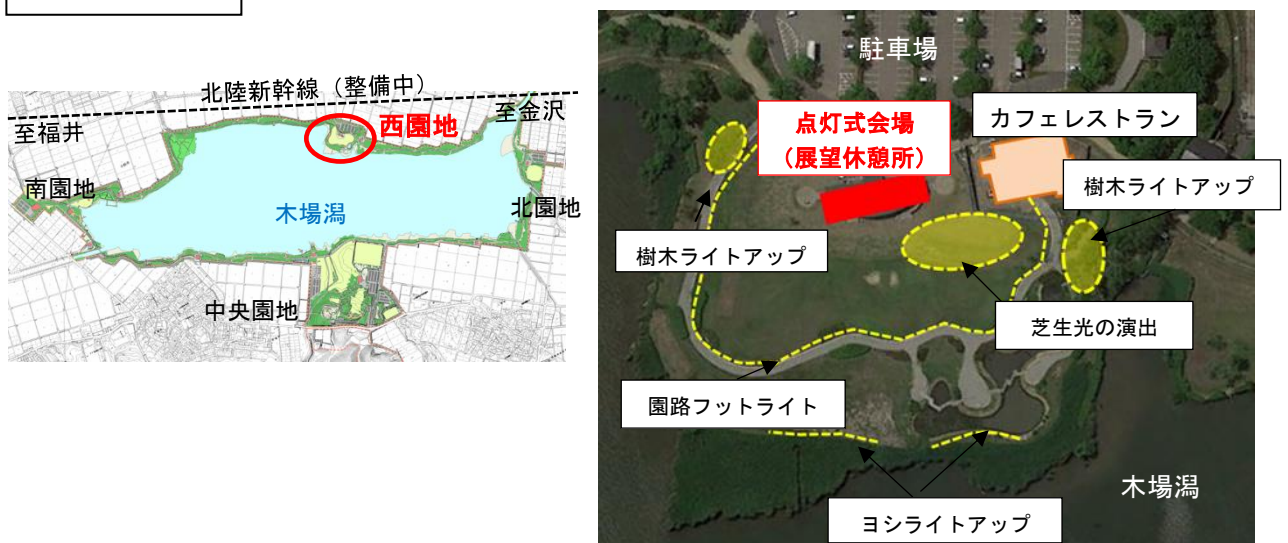 北陸新幹線（整備中）
至福井
西園地
至金沢
南園地
木場潟
北園地
中央園地
駐車場
点灯式会場
（展望休憩所）
カフェレストラン
樹木ライトアップ
樹木ライトアップ
芝生光の演出
園路フットライト
木場潟
ヨシライトアップ